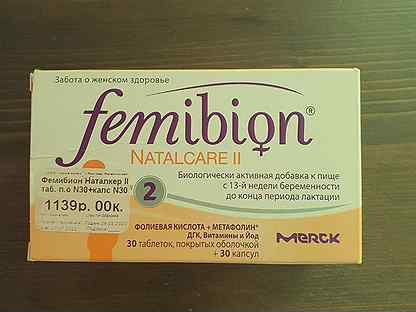 Забота о женском здоровье
femibion®
NATALCARE II
Биологически активная добавка к пище
с 13-й недели беременности
до конца периода лактации
Фемибион Наталкер II
таб. п.о N30+капс N30
1139р. 00к.
2
ФОЛИЕВАЯ КИСЛОТА + МЕТАФОЛИН®
ДГК, Витамины и Йод
30 таблеток, покрытых оболочкой
+ 30 капсул
MERCK